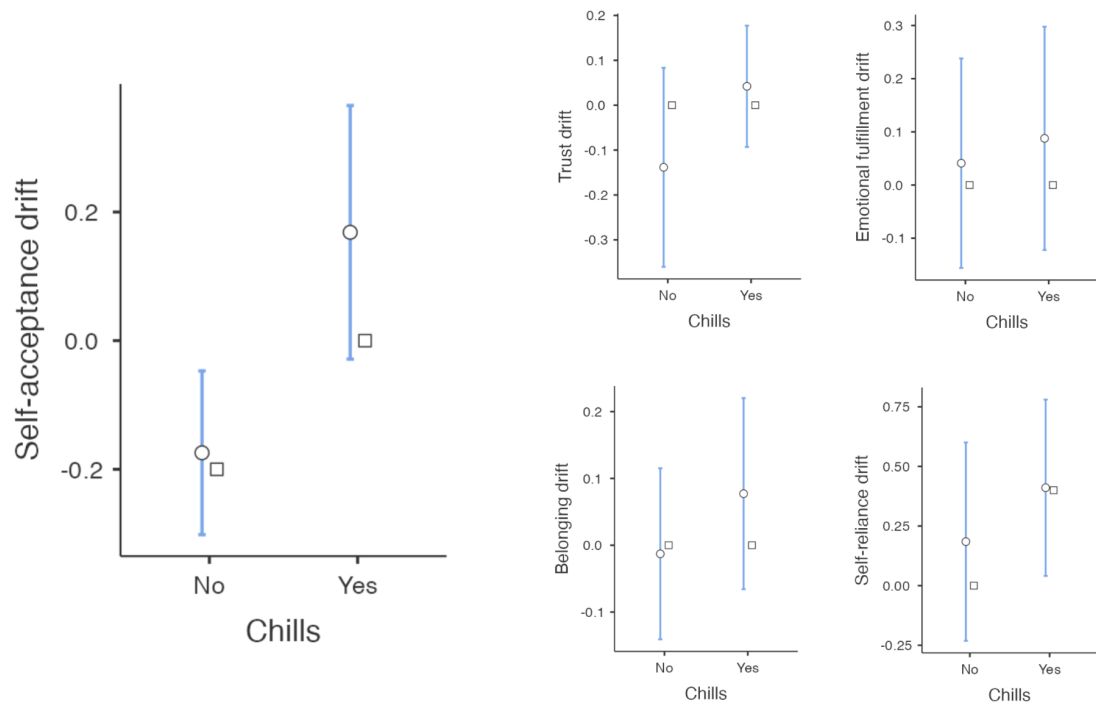 Self-acceptance drift
0.2
0.0
-0.2
No Yes
Chills
Trust drift
0.2
0.1
0.0
-0.1
-0.2
-0.3
No Yes
Chills
Emotional fulfillment drift
0.3
0.2
0.1
0.0
-0.1
No Yes
Chills
Belonging drift
0.2
0.1
0.0
-0.1
No Yes
Chills
Self-reliance drift
0.75
0.50
0.25
0.00
-0.25
No Yes
Chills